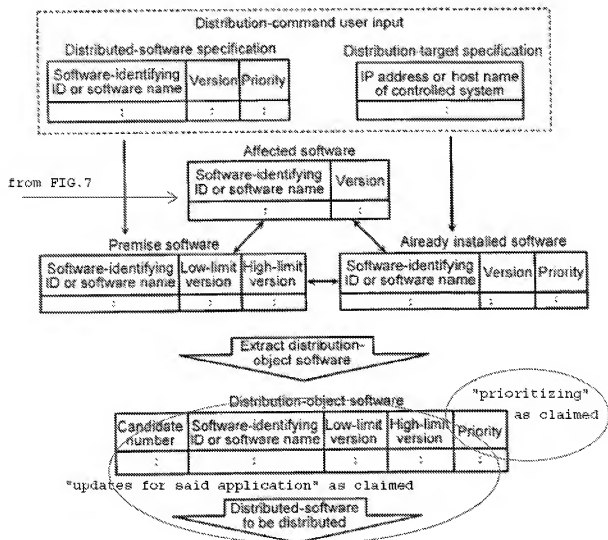 Distribution-command user input
Distributed-software specification
Distribution-target specification
Software-identifying
ID or software name
Version
Priority
IP address or host name
of controlled system
:
:
:
:
Affected software
from FIG.7
Software-identifying
ID or software name
Version
:
:
Premise software
Already installed software
Software-identifying
ID or software name
Low-limit
version
High-limit
version
Software-identifying
ID or software name
Version
Priority
:
:
:
:
:
:
Extract distribution-
object software
"prioritizing"
as claimed
Distribution-object software
Candidate
number
Software-identifying
ID or software name
Low-limit
version
High-limit
version
Priority
:
:
:
:
:
"updates for said application" as claimed
Distributed-software
to be distributed